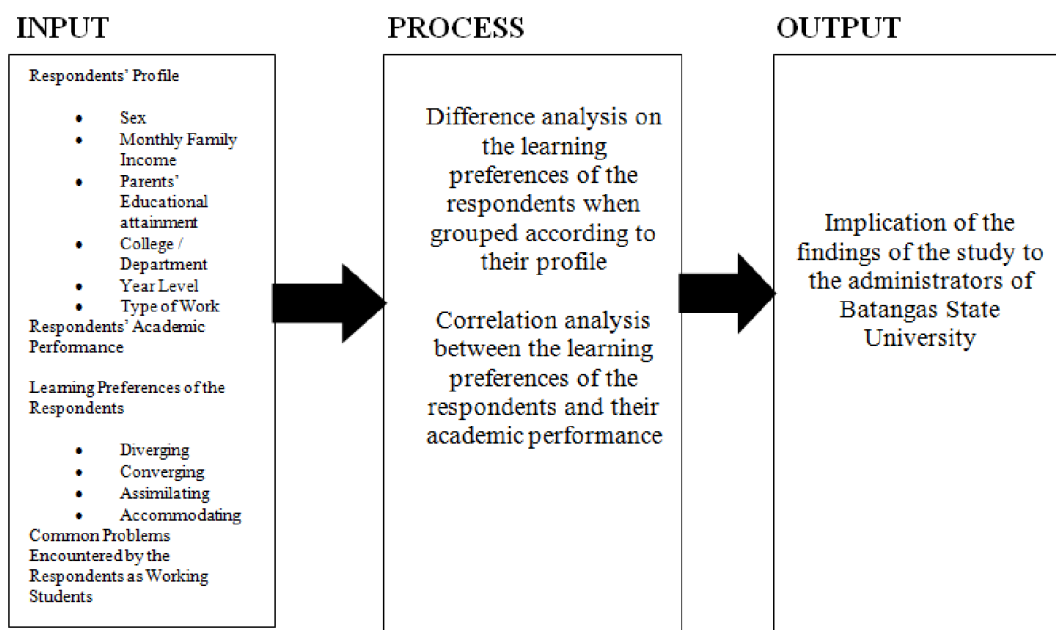 INPUT
Respondents' Profile
• Sex
• Monthly Family
Income
• Parents'
Educational
attainment
• College /
Department
• Year Level
• Type of Work
Respondents' Academic
Performance
Learning Preferences of the
Respondents
• Diverging
• Converging
• Assimilating
• Accommodating
Common Problems
Encountered by the
Respondents as Working
Students
PROCESS
Difference analysis on
the learning
preferences of the
respondents when
grouped according to
their profile
Correlation analysis
between the learning
preferences of the
respondents and their
academic performance
OUTPUT
Implication of the
findings of the study to
the administrators of
Batangas State
University